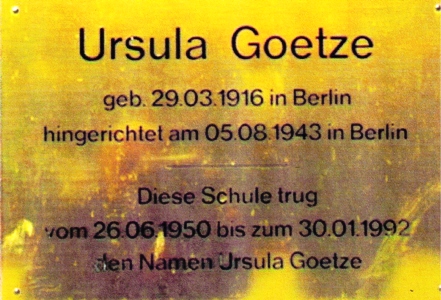 Ursula Goetze
geb. 29.03.1916 in Berlin
hingerichtet am 05.08.1943 in Berlin
Diese Schule trug
vom 26.06.1950 bis zum 30.01.1992
den Namen Ursula Goetze